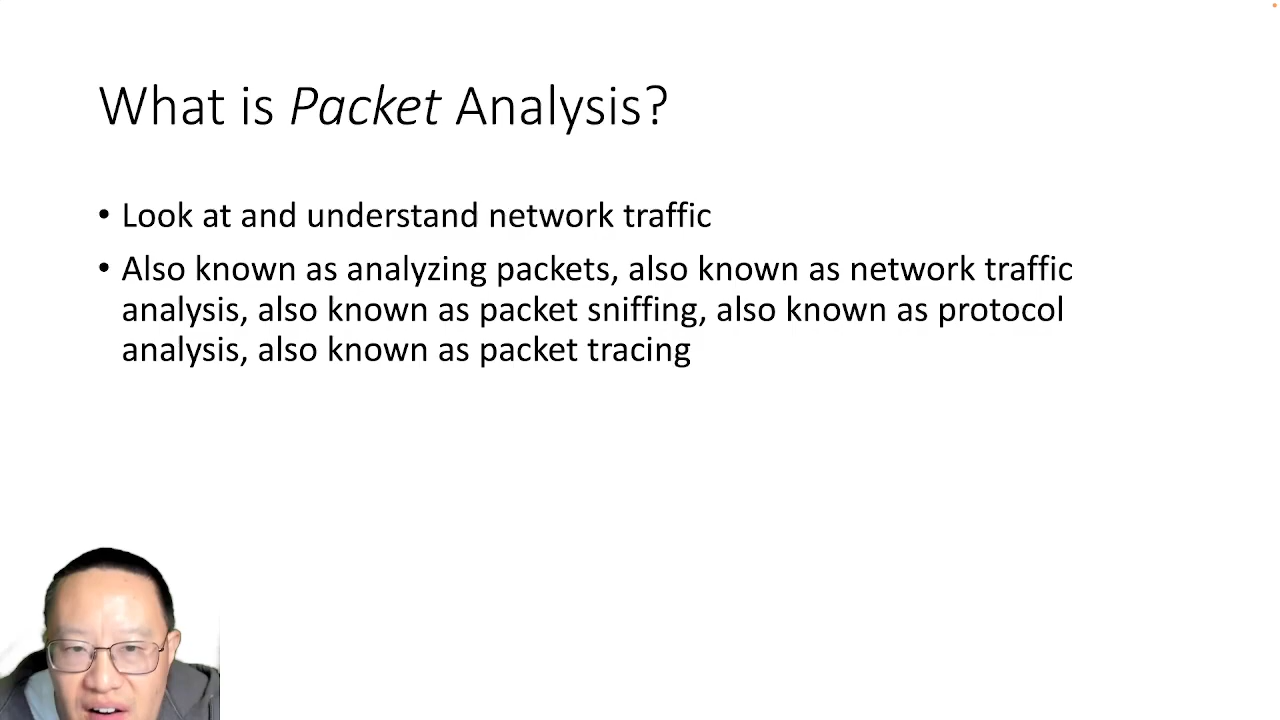 What is Packet Analysis?
• Look at and understand network traffic
• Also known as analyzing packets, also known as network traffic
analysis, also known as packet sniffing, also known as protocol
analysis, also known as packet tracing